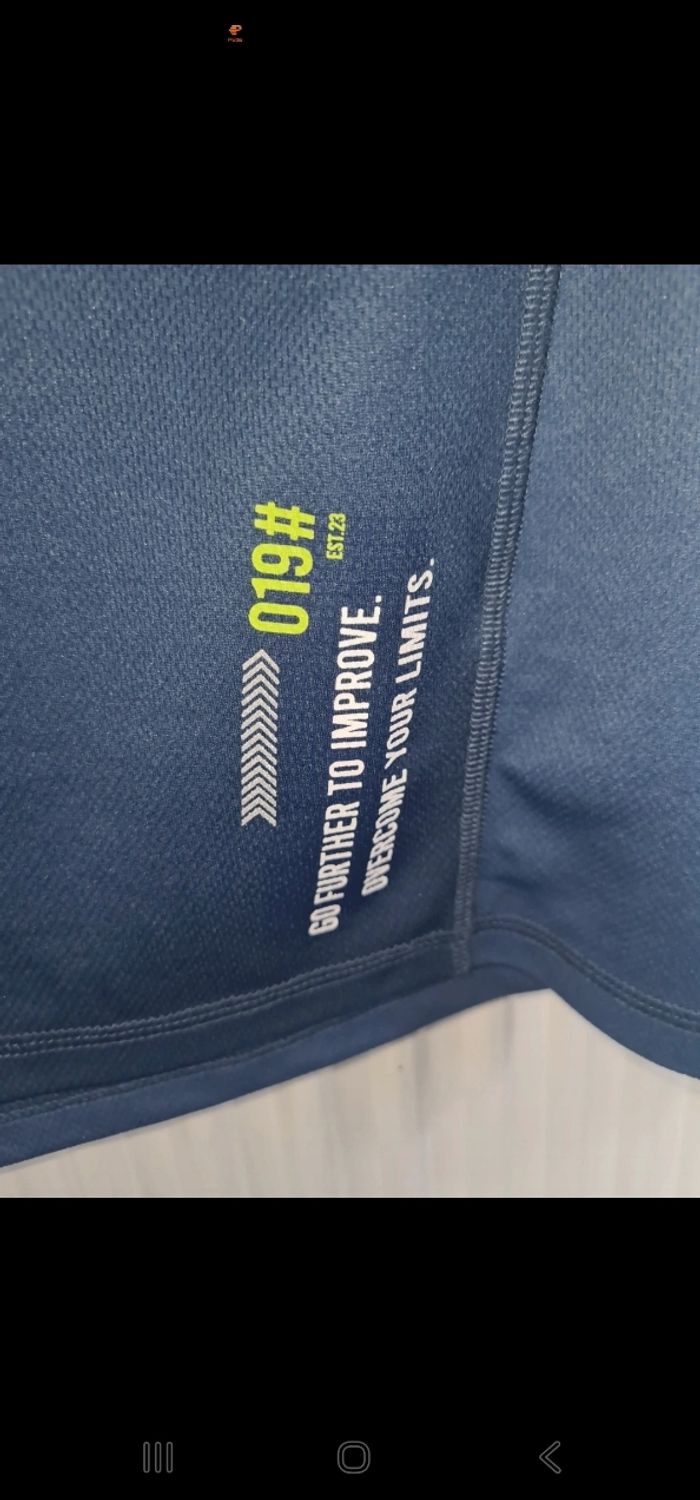 019#
EST.23
GO FURTHER TO IMPROVE.
OVERCOME YOUR LIMITS.